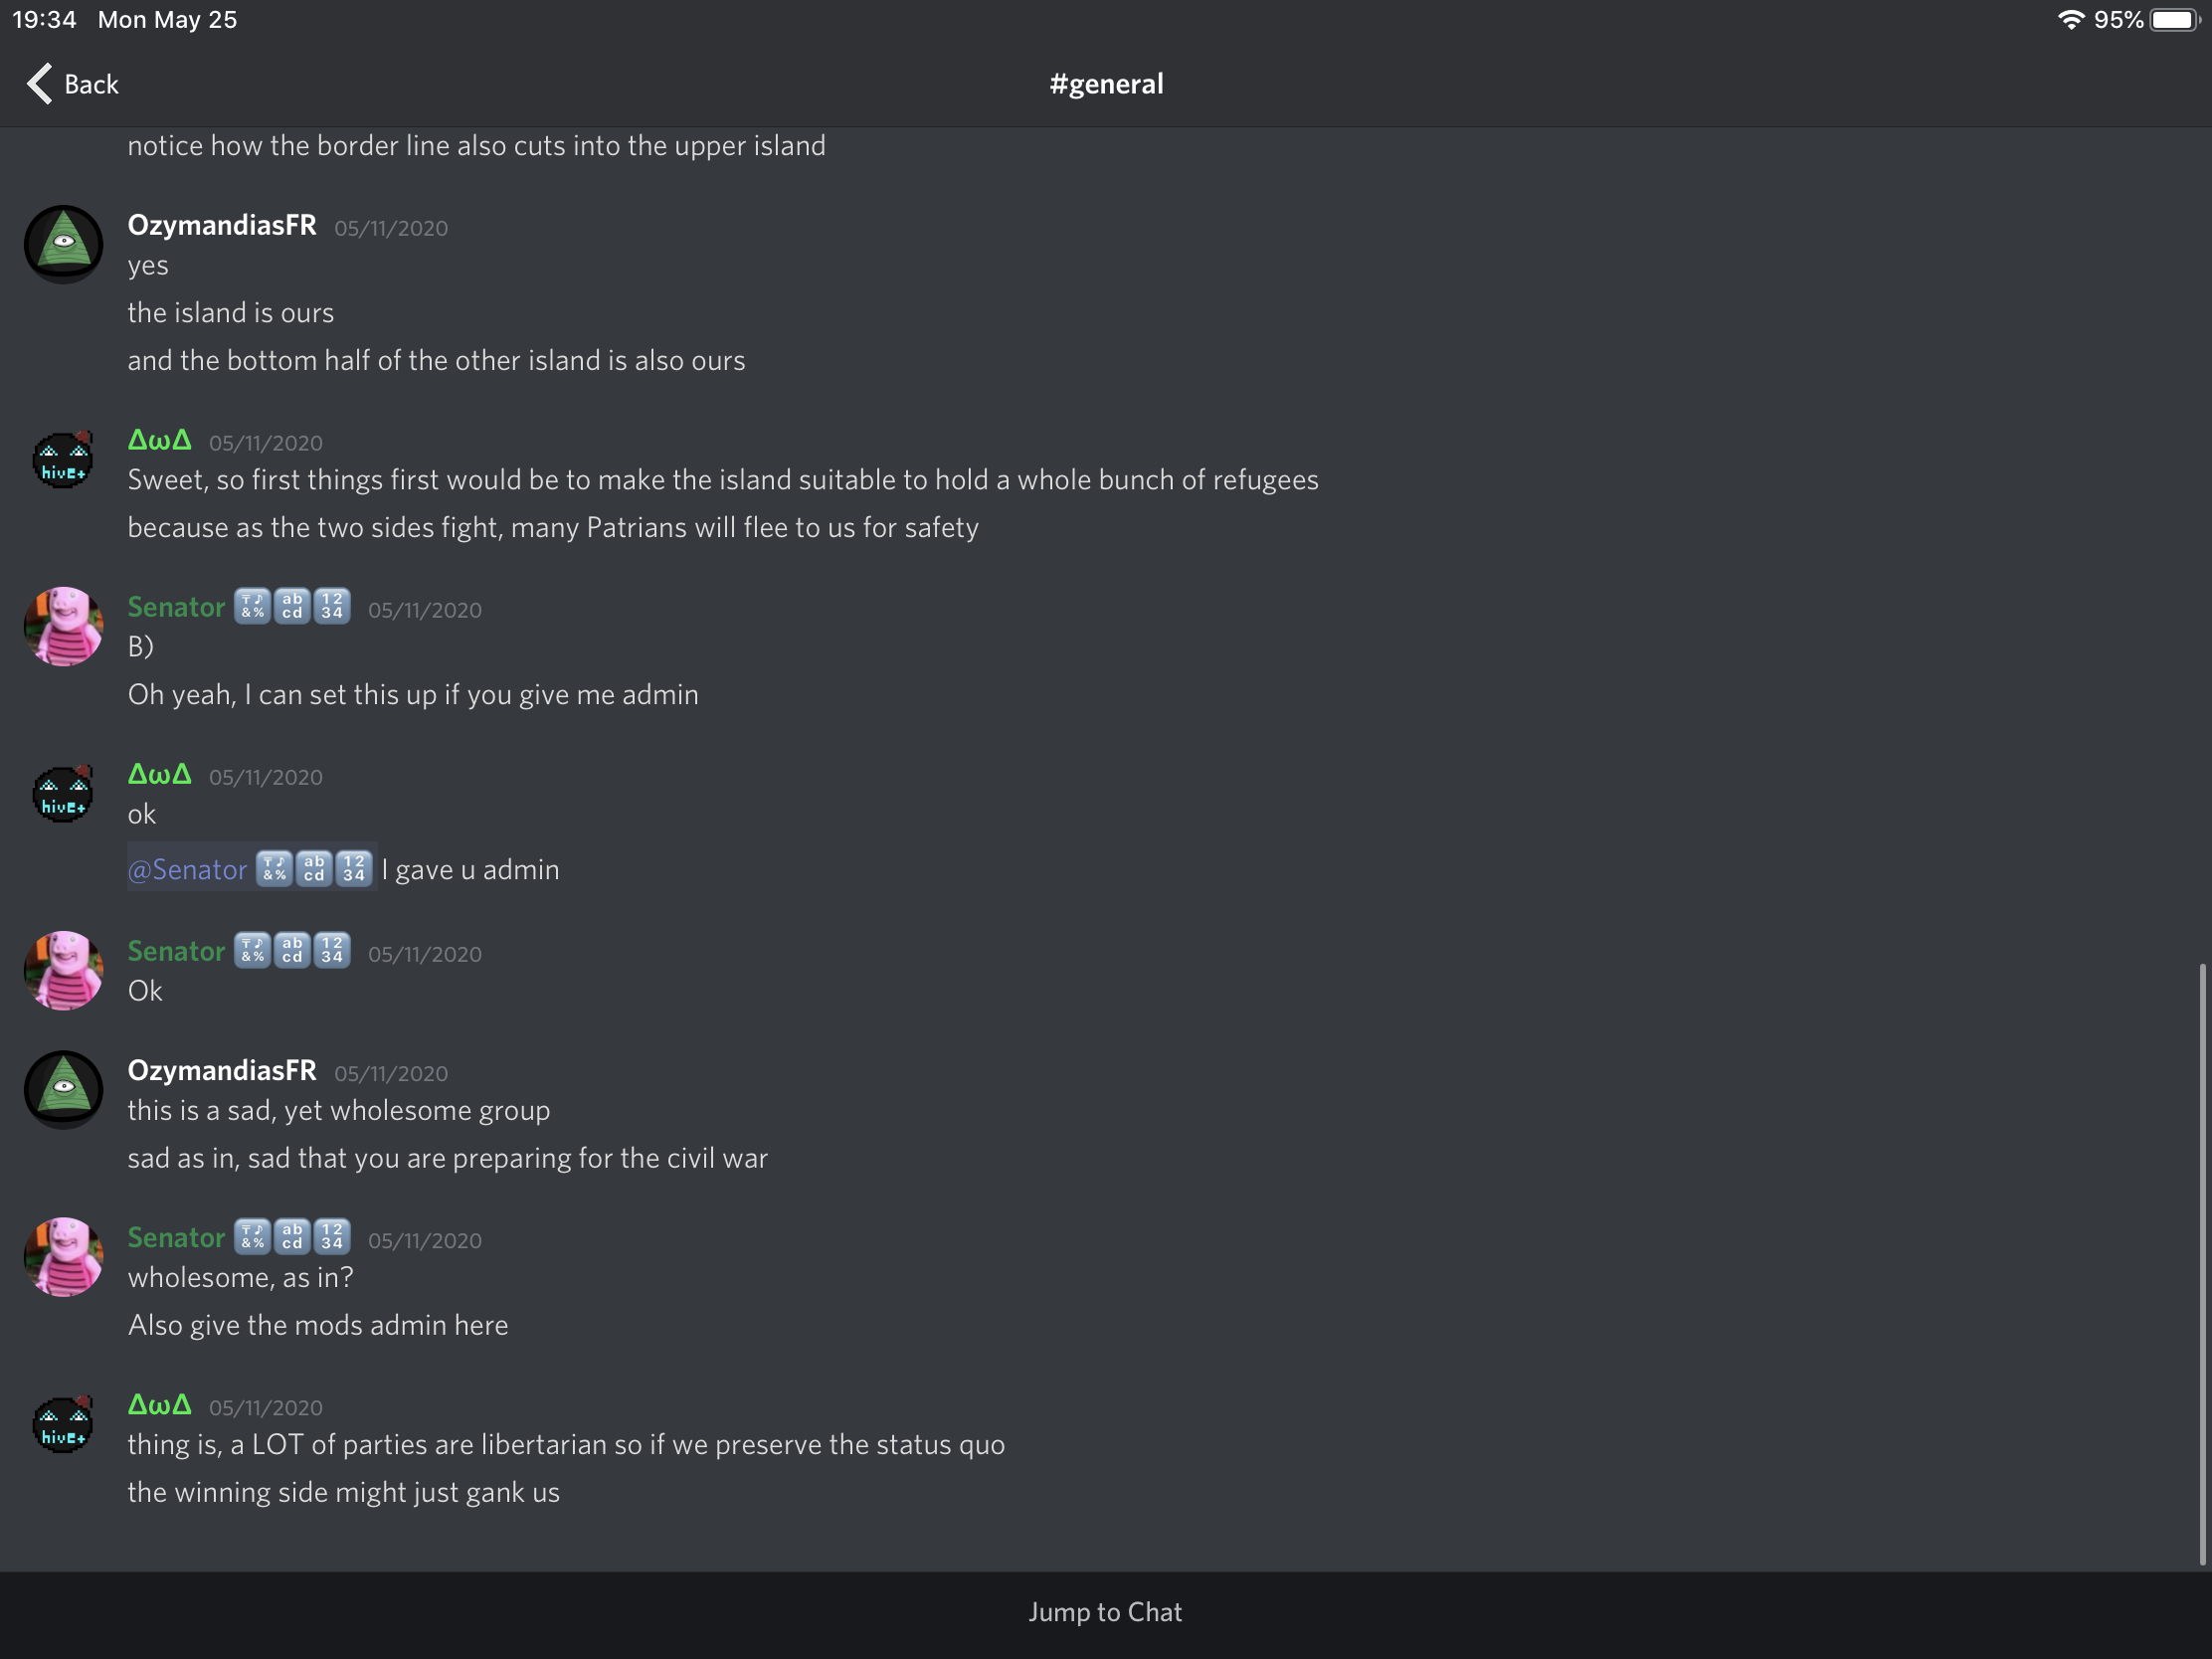 19:34 Mon May 25 95%
Back #general
notice how the border line also cuts into the upper island
OzymandiasFR 05/11/2020
yes
the island is ours
and the bottom half of the other island is also ours
hivE+
ΔωΔ 05/11/2020
Sweet, so first things first would be to make the island suitable to hold a whole bunch of refugees
because as the two sides fight, many Patrians will flee to us for safety
Senator 🔣🔡🔢 05/11/2020
B)
Oh yeah, I can set this up if you give me admin
hivE+
ΔωΔ 05/11/2020
ok
@Senator 🔣🔡🔢 I gave u admin
Senator 🔣🔡🔢 05/11/2020
Ok
OzymandiasFR 05/11/2020
this is a sad, yet wholesome group
sad as in, sad that you are preparing for the civil war
Senator 🔣🔡🔢 05/11/2020
wholesome, as in?
Also give the mods admin here
hivE+
ΔωΔ 05/11/2020
thing is, a LOT of parties are libertarian so if we preserve the status quo
the winning side might just gank us
Jump to Chat